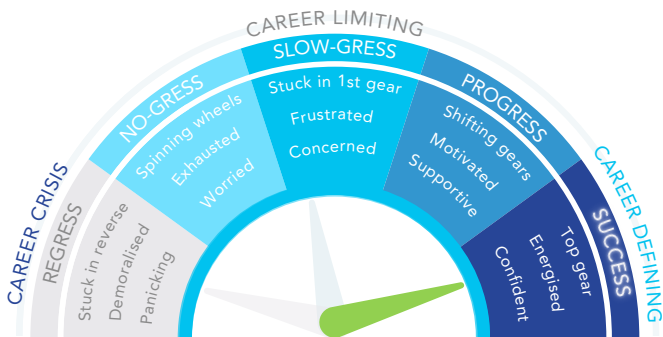 CAREER CRISIS
CAREER LIMITING
CAREER DEFINING
REGRESS
Stuck in reverse
Demoralised
Panicking
NO-GRESS
Spinning wheels
Exhausted
Worried
SLOW-GRESS
Stuck in 1st gear
Frustrated
Concerned
PROGRESS
Shifting gears
Motivated
Supportive
SUCCESS
Top gear
Energised
Confident